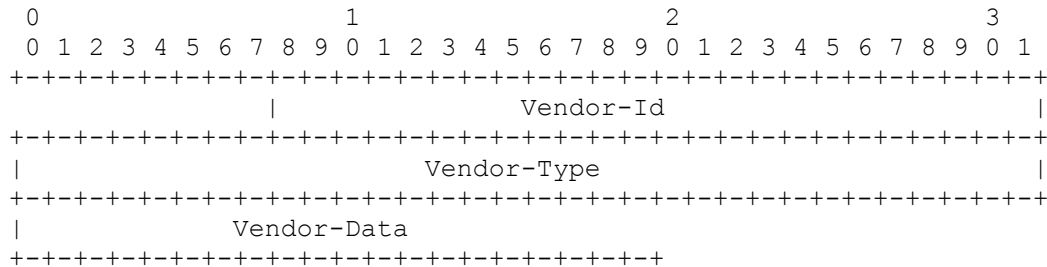 0                   1                   2                   3
 0 1 2 3 4 5 6 7 8 9 0 1 2 3 4 5 6 7 8 9 0 1 2 3 4 5 6 7 8 9 0 1
+-+-+-+-+-+-+-+-+-+-+-+-+-+-+-+-+-+-+-+-+-+-+-+-+-+-+-+-+-+-+-+-+
                |               Vendor-Id                       |
+-+-+-+-+-+-+-+-+-+-+-+-+-+-+-+-+-+-+-+-+-+-+-+-+-+-+-+-+-+-+-+-+
|                         Vendor-Type                           |
+-+-+-+-+-+-+-+-+-+-+-+-+-+-+-+-+-+-+-+-+-+-+-+-+-+-+-+-+-+-+-+-+
|             Vendor-Data
+-+-+-+-+-+-+-+-+-+-+-+-+-+-+-+-+-+-+-+-+